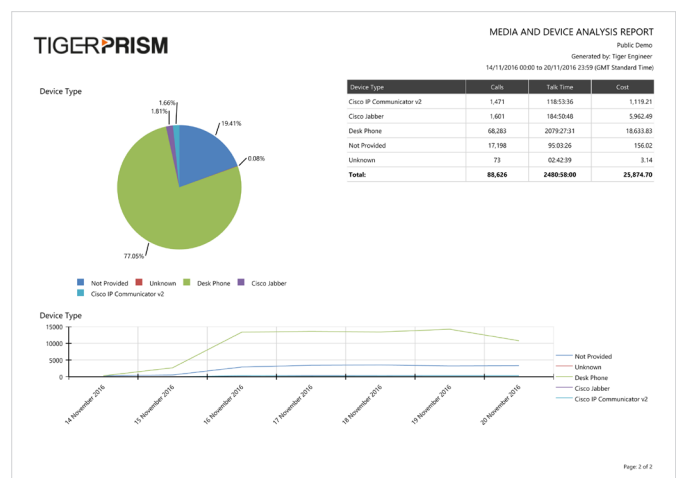 TIGERPRISM
MEDIA AND DEVICE ANALYSIS REPORT
Public Demo
Generated by: Tiger Engineer
14/11/2016 00:00 to 20/11/2016 23:59 (GMT Standard Time)
Device Type
1.66%
1.81%
19.41%
0.08%
77.05%
Not Provided Unknown Desk Phone Cisco Jabber
Cisco IP Communicator v2
Device Type Calls Talk Time Cost
Cisco IP Communicator v2 1,471 118:53:36 1,119.21
Cisco Jabber 1,601 184:50:48 5,962.49
Desk Phone 68,283 2079:27:31 18,633.83
Not Provided 17,198 95:03:26 156.02
Unknown 73 02:42:39 3.14
Total: 88,626 2480:58:00 25,874.70
Device Type
15000
10000
5000
0
14 November 2016
15 November 2016
16 November 2016
17 November 2016
18 November 2016
19 November 2016
20 November 2016
Not Provided
Unknown
Desk Phone
Cisco Jabber
Cisco IP Communicator v2
Page: 2 of 2